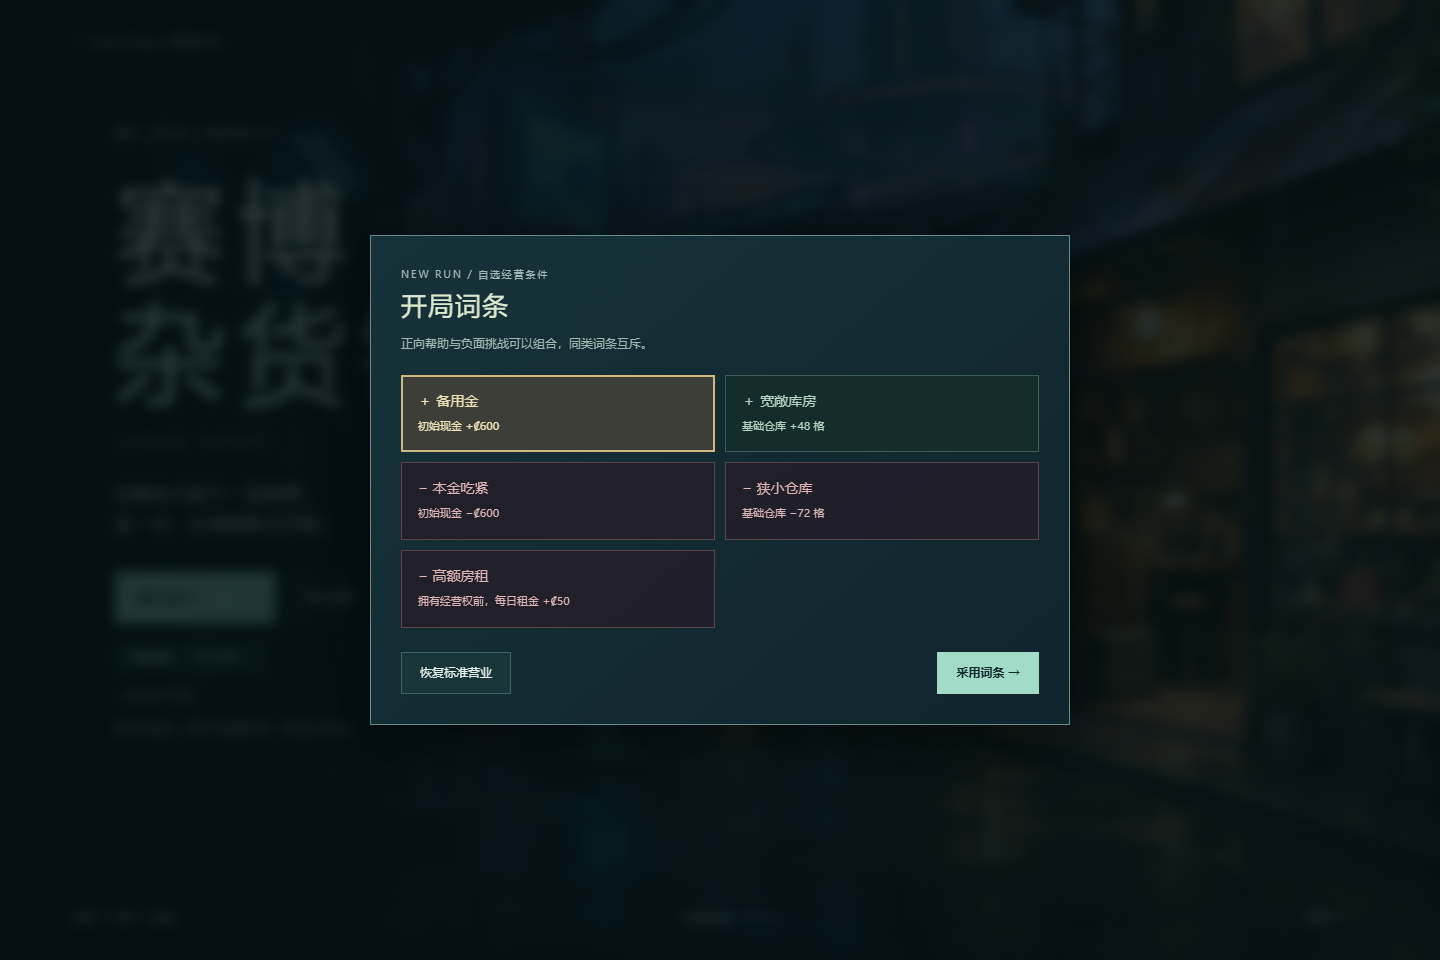 赛博
杂货
NEW RUN / 自选经营条件
开局词条
正向帮助与负面挑战可以组合，同类词条互斥。
+ 备用金
初始现金 +₡600
+ 宽敞库房
基础仓库 +48 格
− 本金吃紧
初始现金 −₡600
− 狭小仓库
基础仓库 −72 格
− 高额房租
拥有经营权前，每日租金 +₡50
恢复标准营业
采用词条 →